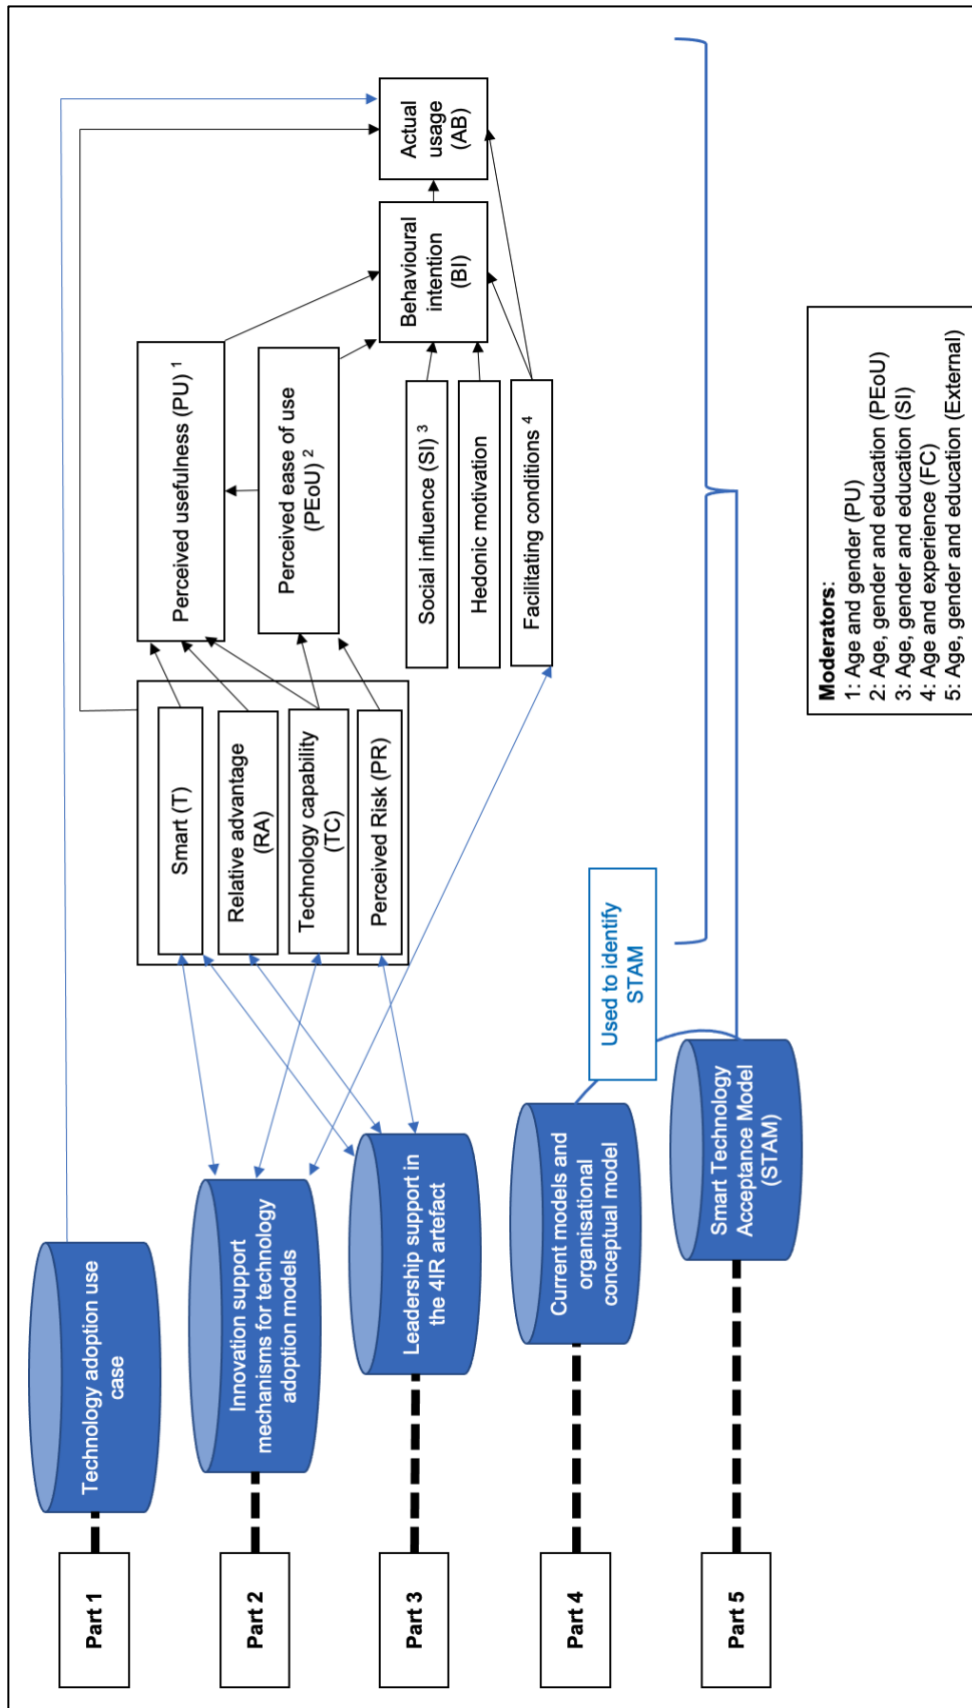 Part 1
Technology adoption use
case
Part 2
Innovation support
mechanisms for technology
adoption models
Part 3
Leadership support in
the 4IR artefact
Part 4
Current models and
organisational
conceptual model
Part 5
Smart Technology
Acceptance Model
(STAM)
Used to identify
STAM
Smart (T)
Relative advantage
(RA)
Technology capability
(TC)
Perceived Risk (PR)
Perceived usefulness (PU) 1
Perceived ease of use
(PEoU) 2
Social influence (SI) 3
Hedonic motivation
Facilitating conditions 4
Behavioural
intention
(BI)
Actual
usage
(AB)
Moderators:
1: Age and gender (PU)
2: Age, gender and education (PEoU)
3: Age, gender and education (SI)
4: Age and experience (FC)
5: Age, gender and education (External)